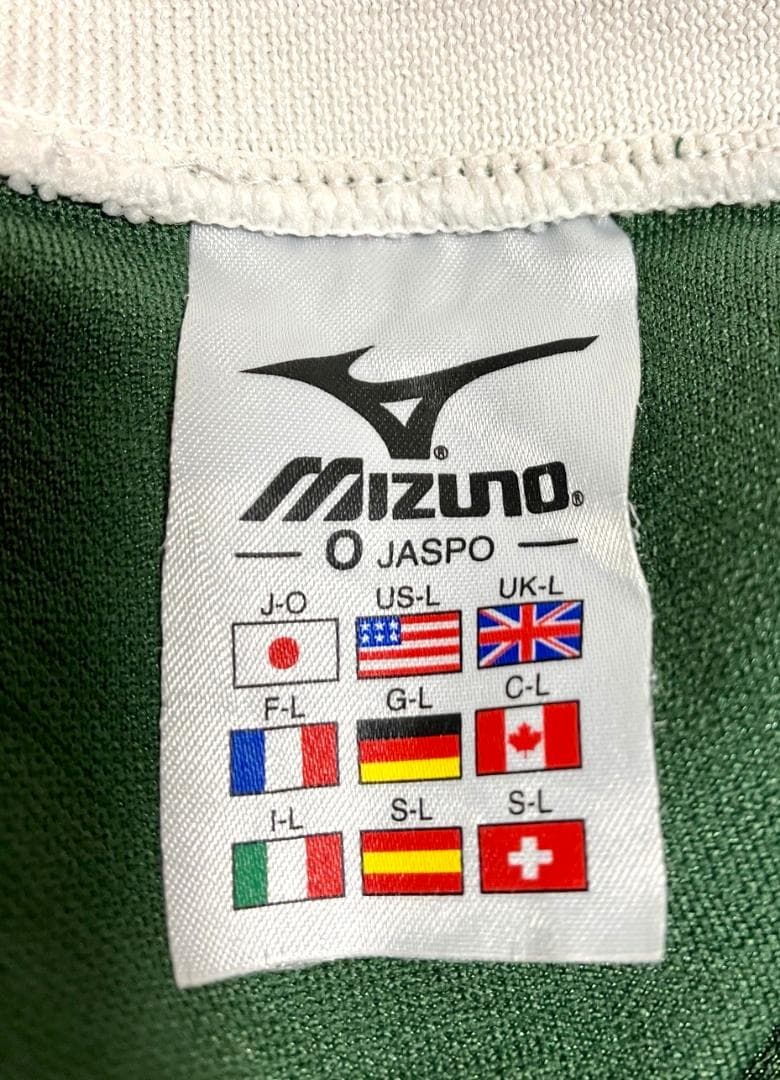 MIZUNO®
O JASPO
J-O US-L UK-L
F-L G-L C-L
I-L S-L S-L